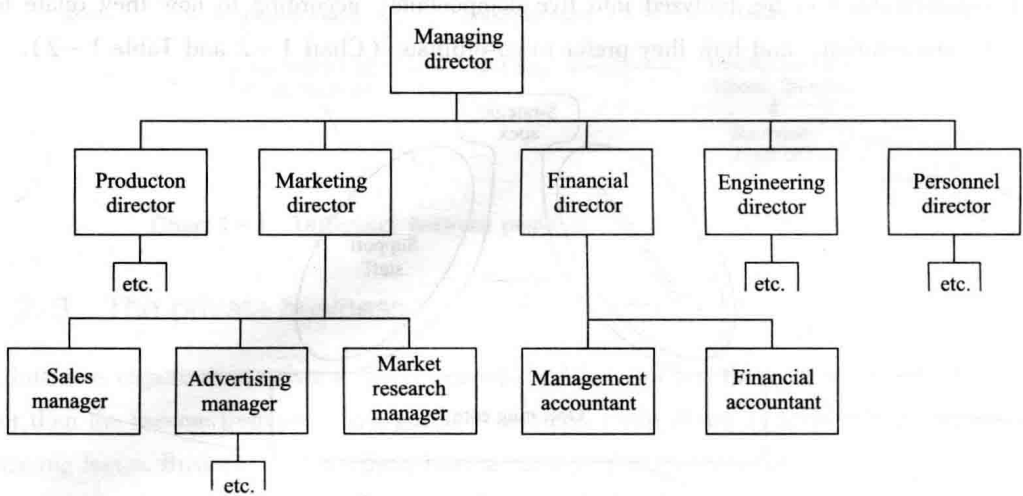 Managing
director
Producton
director
Marketing
director
Financial
director
Engineering
director
Personnel
director
etc.
etc.
etc.
Sales
manager
Advertising
manager
Market
research
manager
Management
accountant
Financial
accountant
etc.